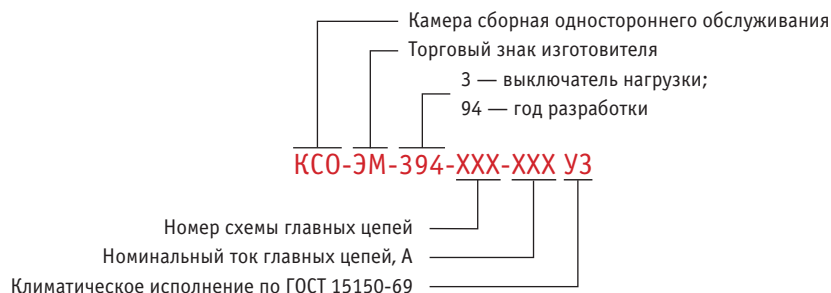 Камера сборная одностороннего обслуживания
Торговый знак изготовителя
3 — выключатель нагрузки;
94 — год разработки
КСО-ЭМ-394-ХХХ-ХХХ У3
Номер схемы главных цепей
Номинальный ток главных цепей, А
Климатическое исполнение по ГОСТ 15150-69